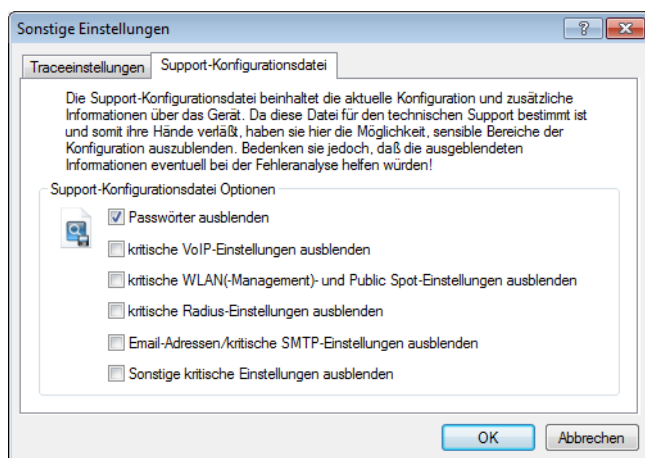 Sonstige Einstellungen
Traceeinstellungen Support-Konfigurationsdatei
Die Support-Konfigurationsdatei beinhaltet die aktuelle Konfiguration und zusätzliche
Informationen über das Gerät. Da diese Datei für den technischen Support bestimmt ist
und somit ihre Hände verläßt, haben sie hier die Möglichkeit, sensible Bereiche der
Konfiguration auszublenden. Bedenken sie jedoch, daß die ausgeblendeten
Informationen eventuell bei der Fehleranalyse helfen würden!
Support-Konfigurationsdatei Optionen
Passwörter ausblenden
kritische VoIP-Einstellungen ausblenden
kritische WLAN(-Management)- und Public Spot-Einstellungen ausblenden
kritische Radius-Einstellungen ausblenden
Email-Adressen/kritische SMTP-Einstellungen ausblenden
Sonstige kritische Einstellungen ausblenden
OK Abbrechen